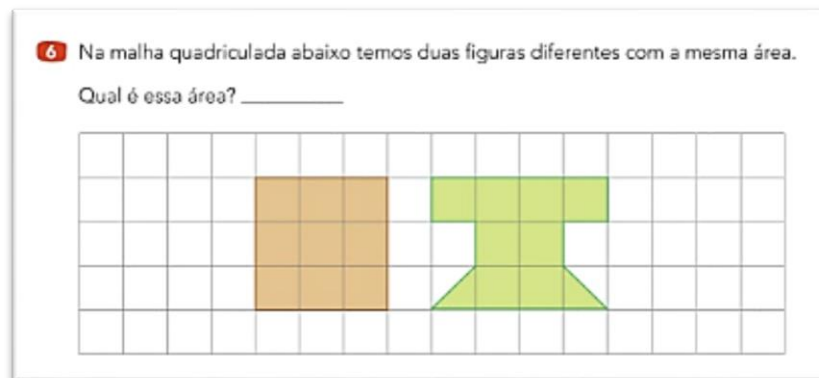 6 Na malha quadriculada abaixo temos duas figuras diferentes com a mesma área.
Qual é essa área? __________